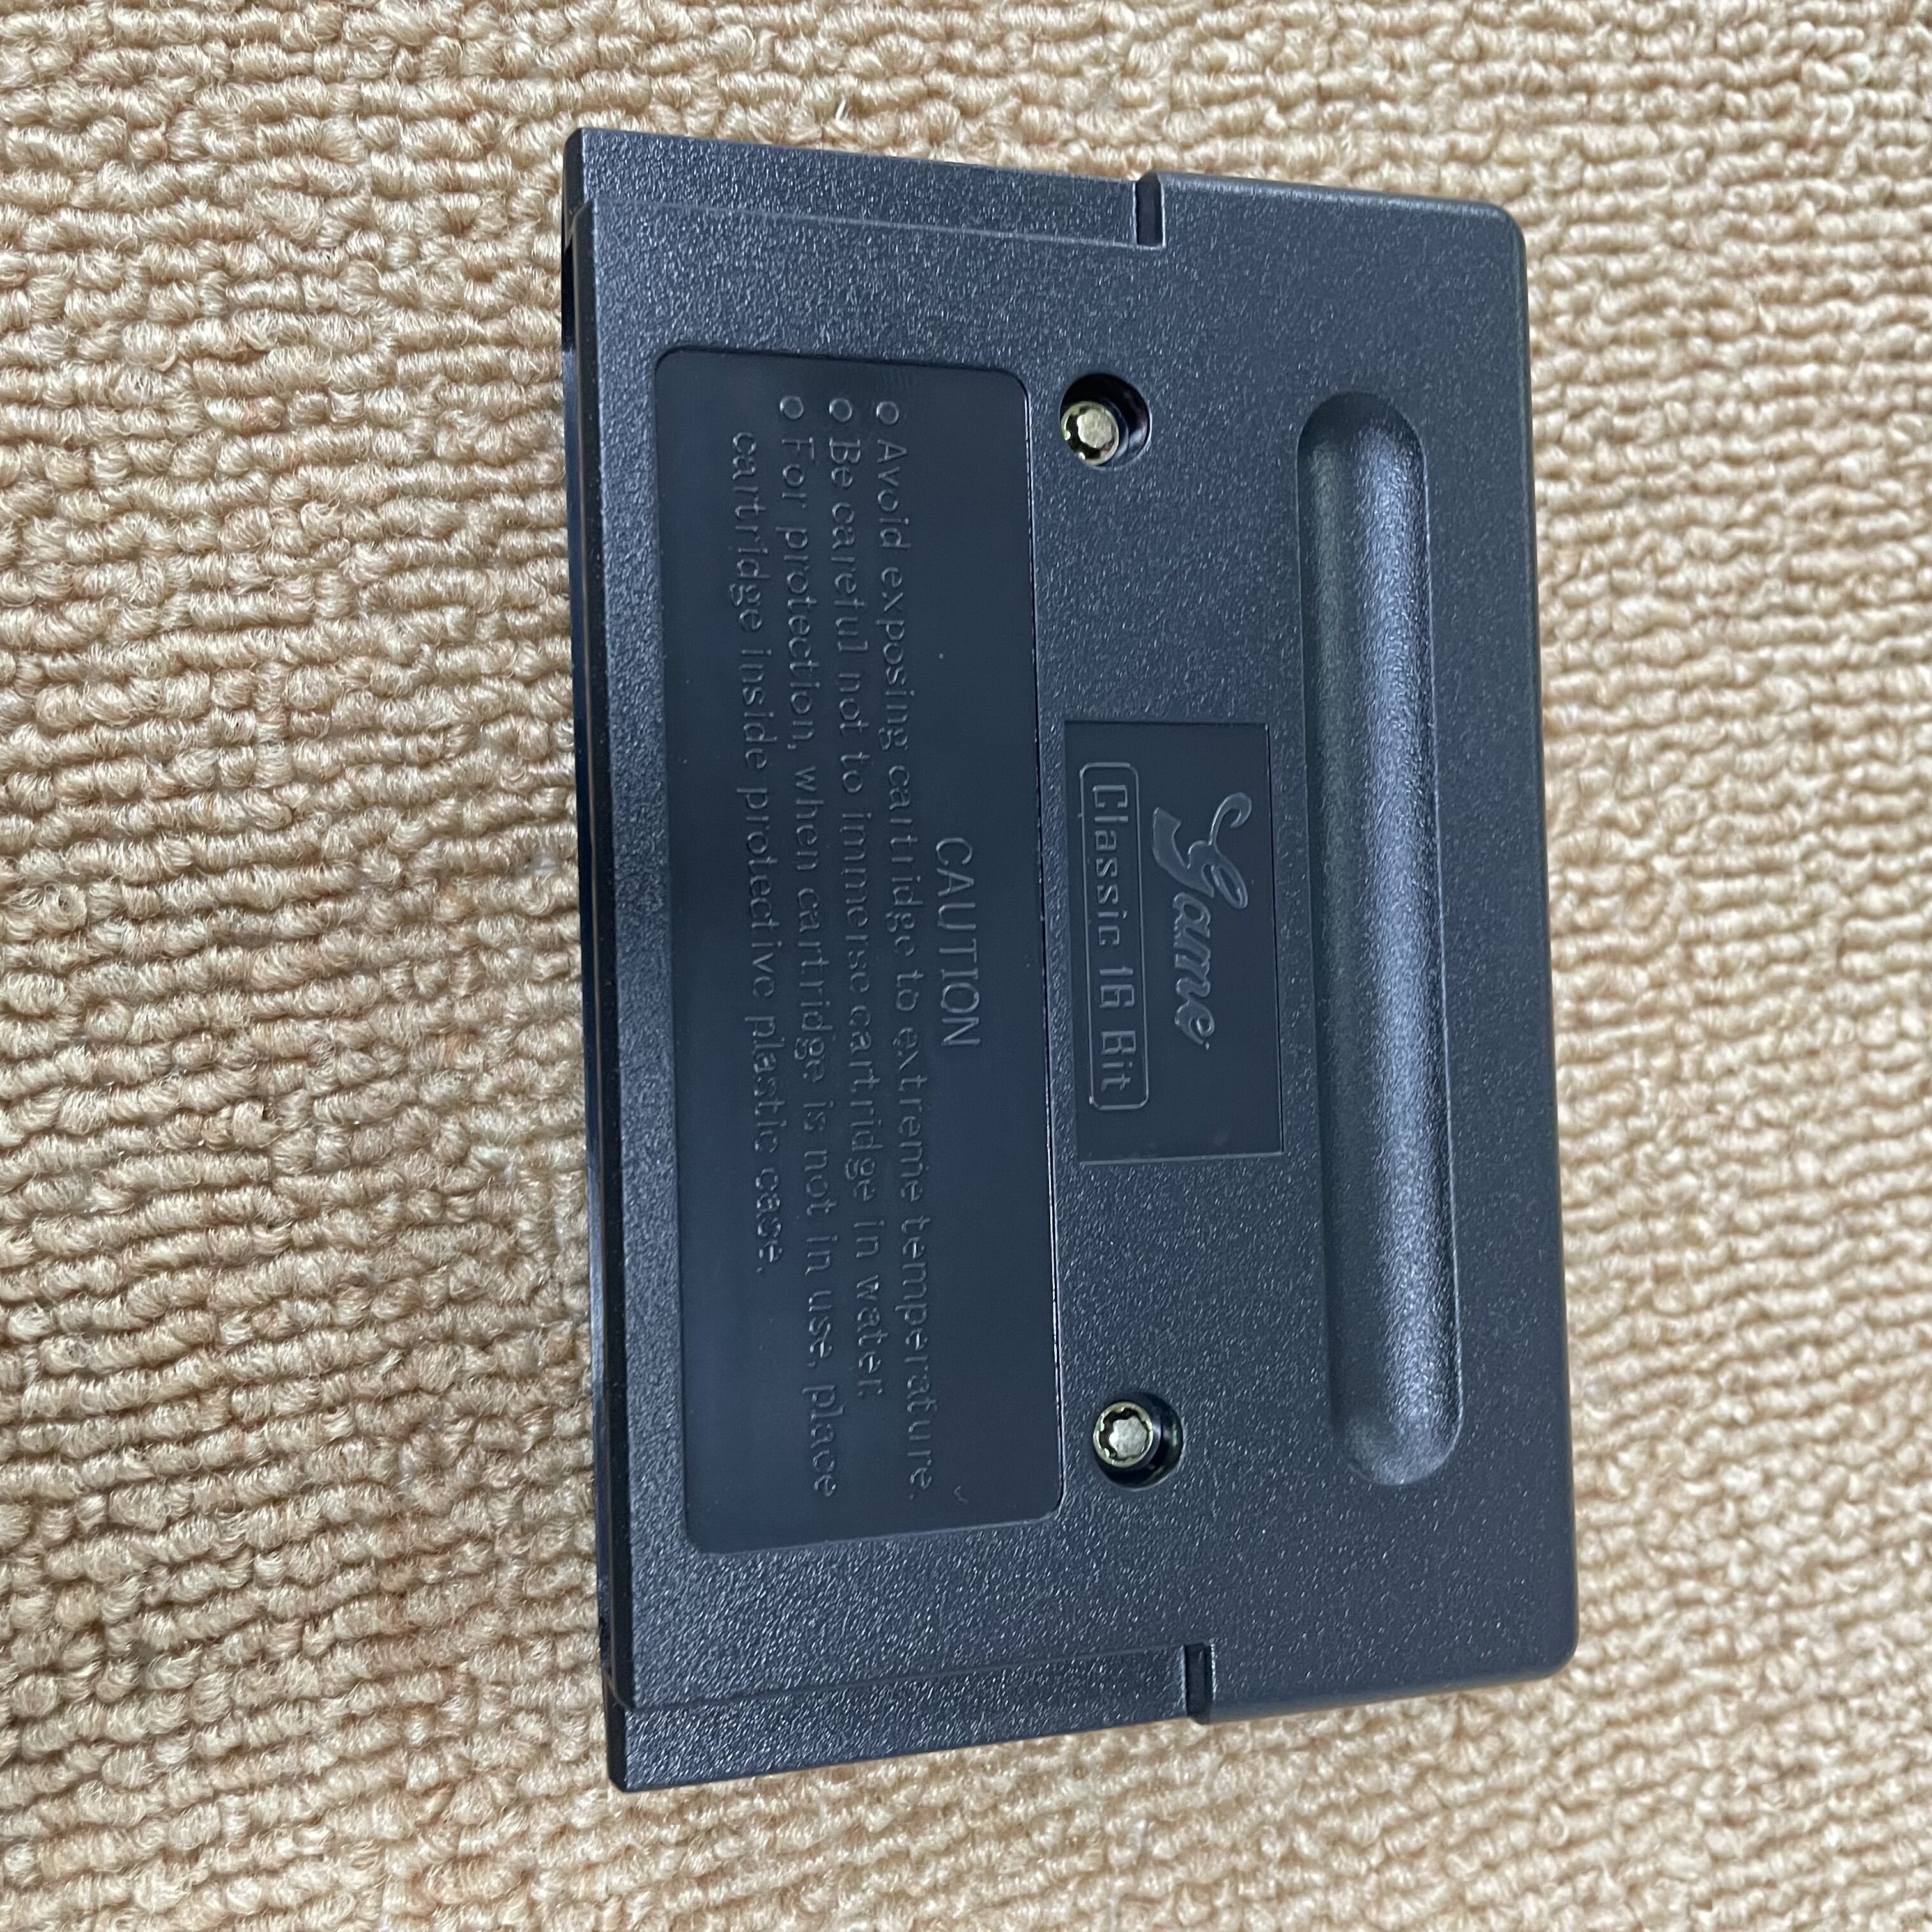 Game
Classic 16 Bit
CAUTION
Avoid exposing cartridge to extreme temperature.
Be careful not to immerse cartridge in water.
For protection, when cartridge is not in use, place
cartridge inside protective plastic case.